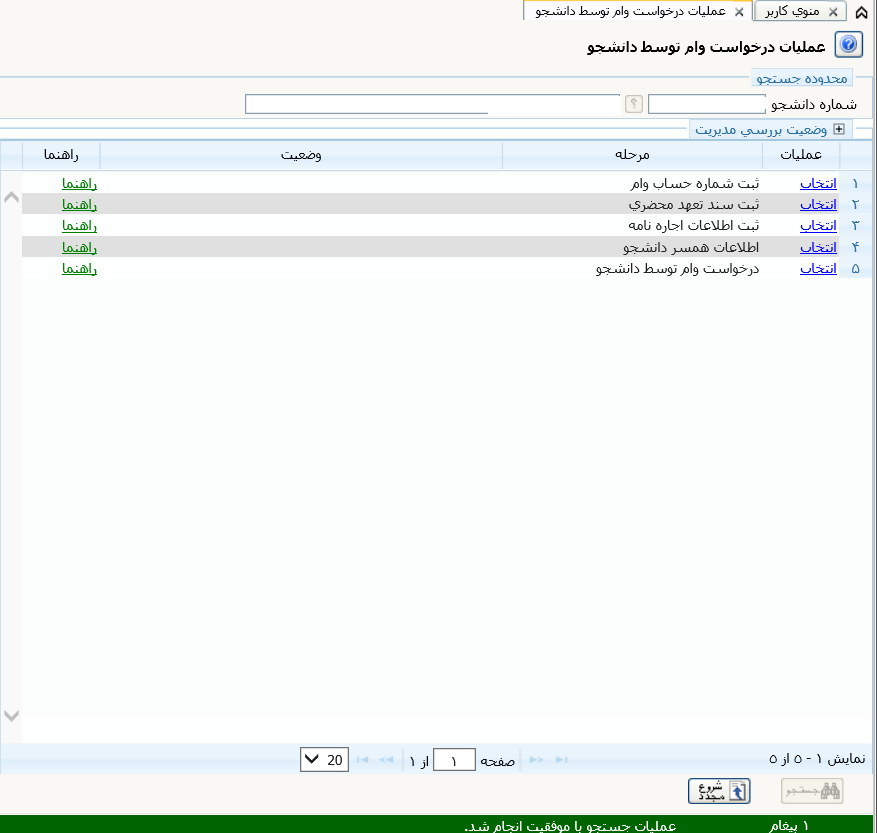 منوي کاربر
عمليات درخواست وام توسط دانشجو
عمليات درخواست وام توسط دانشجو
محدوده جستجو
شماره دانشجو
وضعيت بررسي مديريت
عمليات مرحله وضعيت راهنما
۱ انتخاب ثبت شماره حساب وام راهنما
۲ انتخاب ثبت سند تعهد محضري راهنما
۳ انتخاب ثبت اطلاعات اجاره نامه راهنما
۴ انتخاب اطلاعات همسر دانشجو راهنما
۵ انتخاب درخواست وام توسط دانشجو راهنما
نمايش ۱ - ۵ از ۵ صفحه ۱ از ۱ 20
جستجو شروع مجدد
۱ پيغام عمليات جستجو با موفقيت انجام شد.